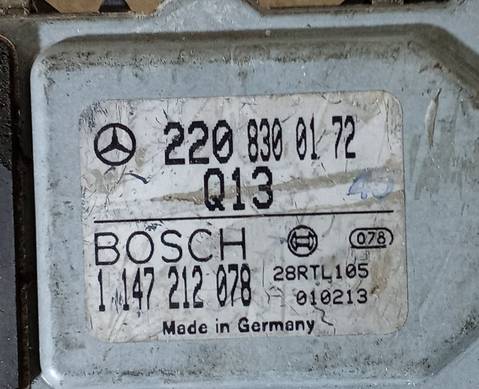 220 830 01 72
Q13
BOSCH 078
1 147 212 078 28RTL105
010213
Made in Germany